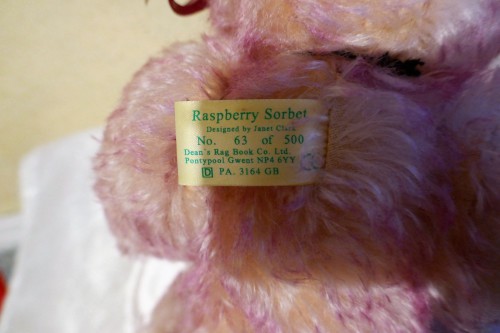 Raspberry Sorbet
Designed by Janet Clark
No. 63 of 500
Dean's Rag Book Co. Ltd.
Pontypool Gwent NP4 6YY
D PA. 3164 GB